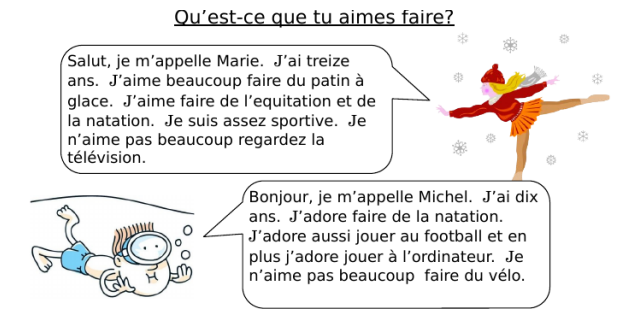 Qu’est-ce que tu aimes faire?
Salut, je m’appelle Marie.  J’ai treize
ans.  J’aime beaucoup faire du patin à
glace.  J’aime faire de l’equitation et de
la natation.  Je suis assez sportive.  Je
n’aime pas beaucoup regardez la
télévision.
Bonjour, je m’appelle Michel.  J’ai dix
ans.  J’adore faire de la natation.
J’adore aussi jouer au football et en
plus j’adore jouer à l’ordinateur.  Je
n’aime pas beaucoup  faire du vélo.